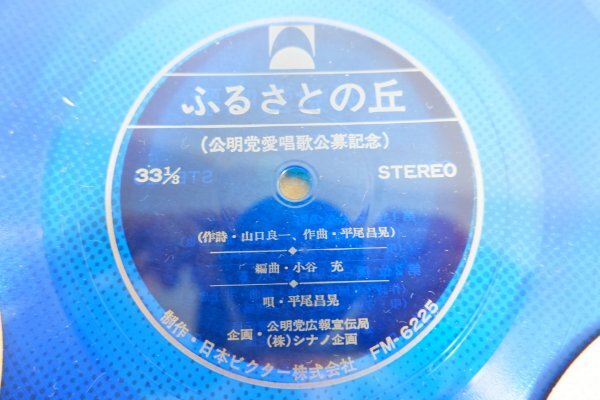 ふるさとの丘
(公明党愛唱歌公募記念)
33⅓ STEREO
(作詩・山口良一、作曲・平尾昌晃)
編曲・小谷 充
唄・平尾昌晃
企画・公明党広報宣伝局
(株)シナノ企画
制作・日本ビクター株式会社 FM-6225